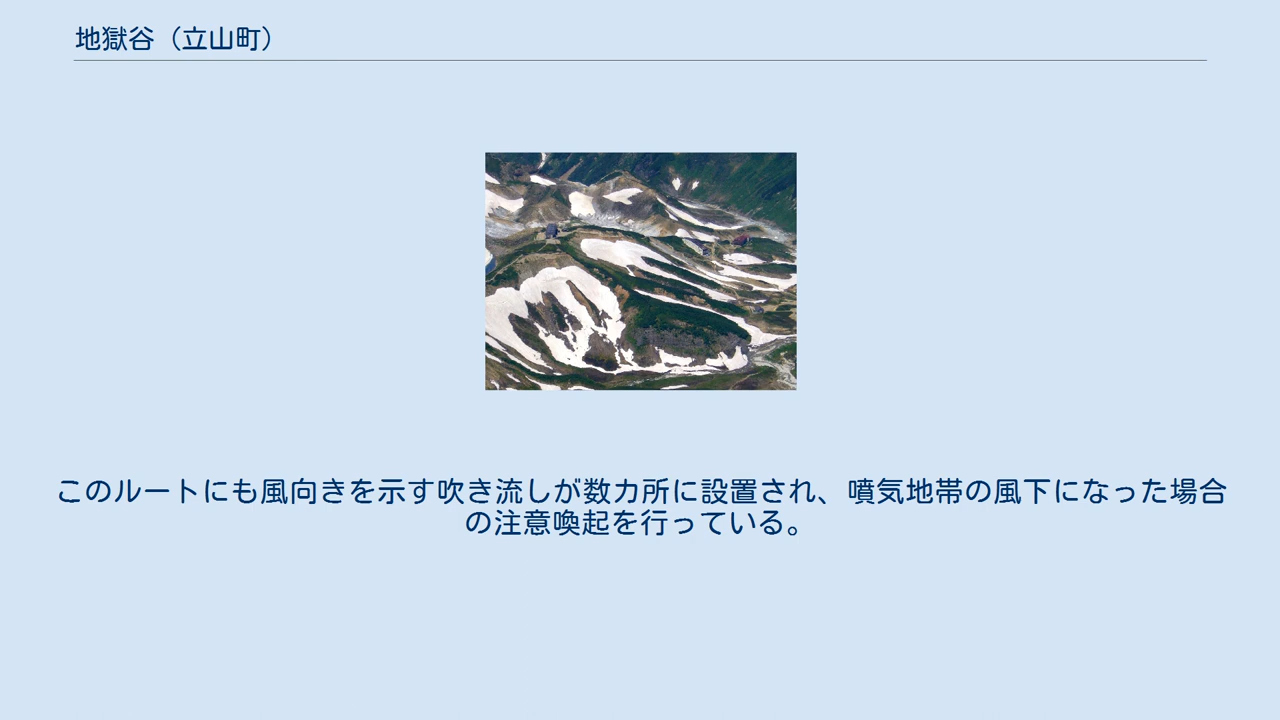 地獄谷（立山町）
このルートにも風向きを示す吹き流しが数カ所に設置され、噴気地帯の風下になった場合
の注意喚起を行っている。